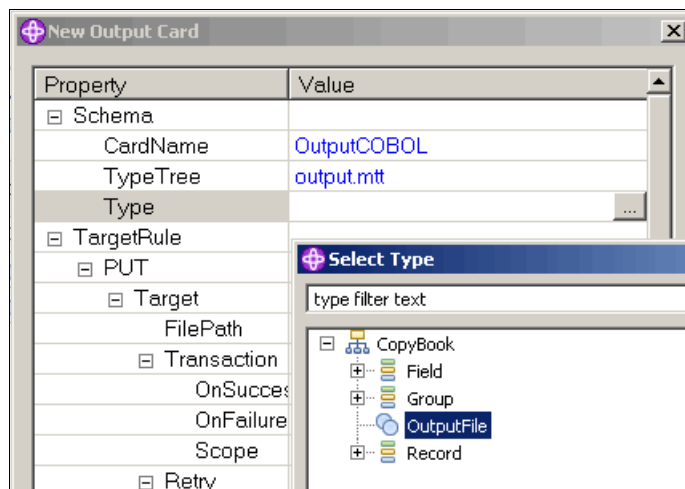 New Output Card
Property Value
Schema
CardName OutputCOBOL
TypeTree output.mtt
Type ...
TargetRule
PUT
Target
FilePath
Transaction
OnSucces
OnFailure
Scope
Retry
Select Type
type filter text
CopyBook
Field
Group
OutputFile
Record